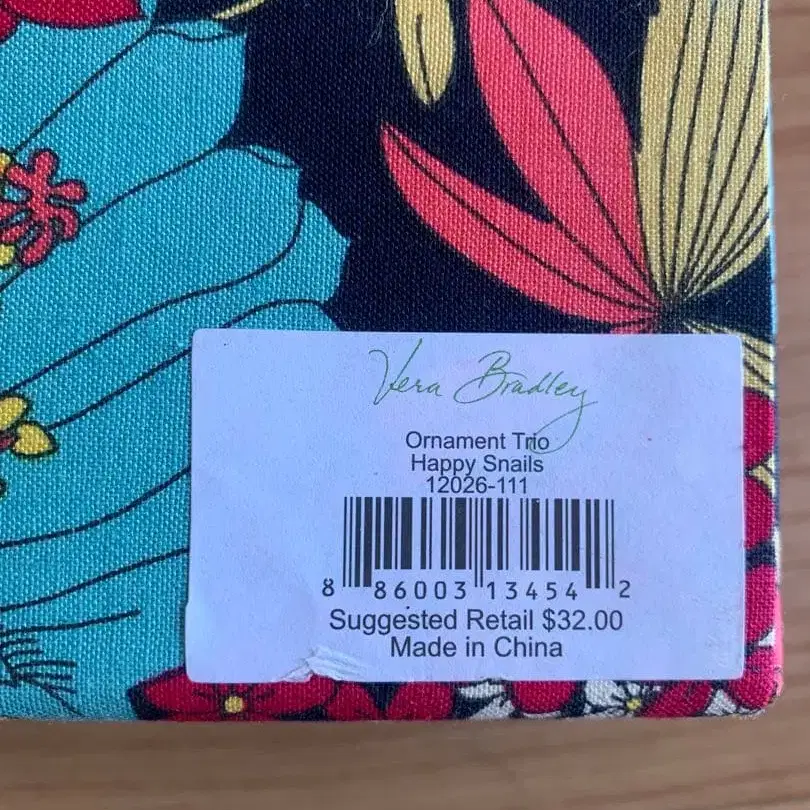 Vera Bradley
Ornament Trio
Happy Snails
12026-111
8 86003 13454 2
Suggested Retail $32.00
Made in China